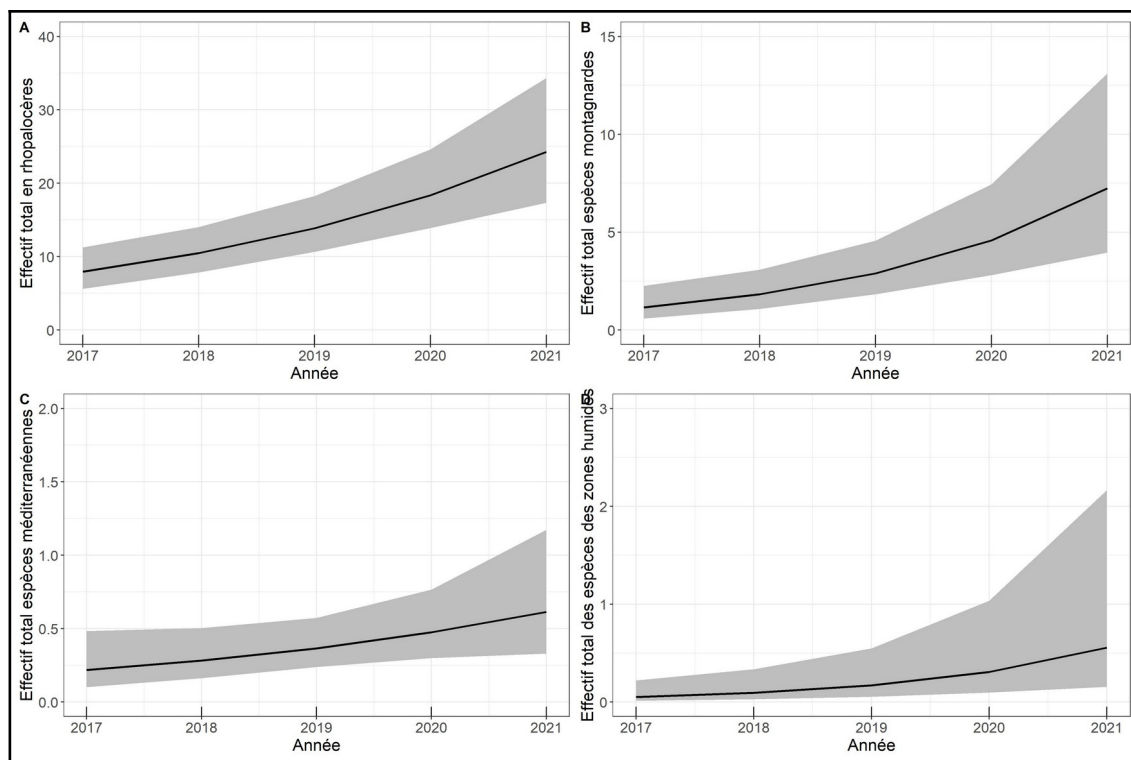 A
Effectif total en rhopalocères
40
30
20
10
0
2017 2018 2019 2020 2021
Année
B
Effectif total espèces montagnardes
15
10
5
0
2017 2018 2019 2020 2021
Année
C
Effectif total espèces méditerranéennes
2.0
1.5
1.0
0.5
0.0
2017 2018 2019 2020 2021
Année
D
Effectif total des espèces des zones humides
3
2
1
0
2017 2018 2019 2020 2021
Année